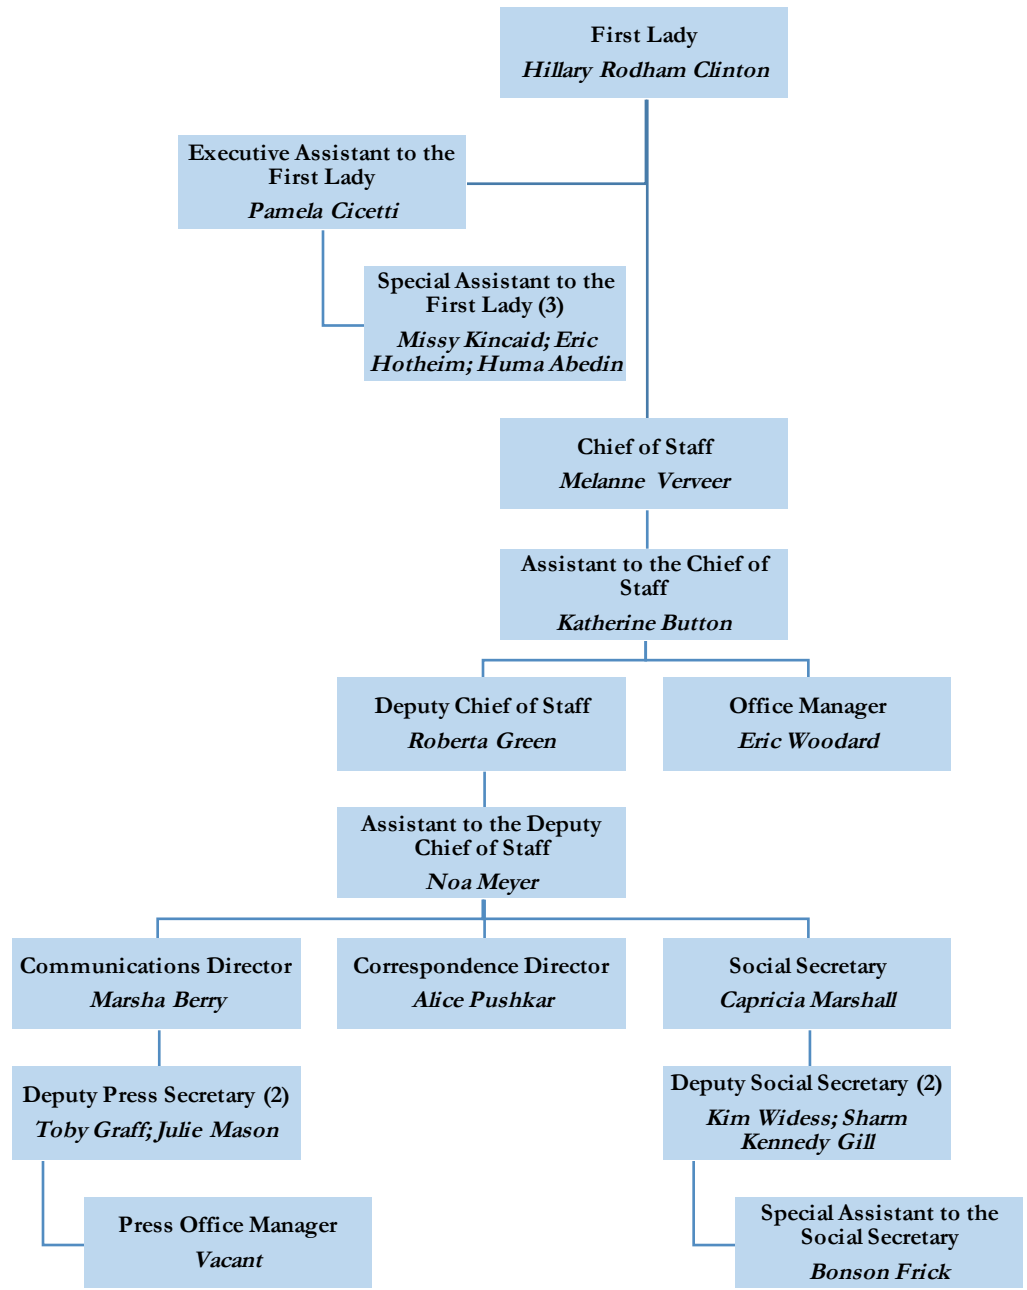 First Lady
Hillary Rodham Clinton
Executive Assistant to the
First Lady
Pamela Cicetti
Special Assistant to the
First Lady (3)
Missy Kincaid; Eric
Hotheim; Huma Abedin
Chief of Staff
Melanne Verveer
Assistant to the Chief of
Staff
Katherine Button
Deputy Chief of Staff
Roberta Green
Office Manager
Eric Woodard
Assistant to the Deputy
Chief of Staff
Noa Meyer
Communications Director
Marsha Berry
Correspondence Director
Alice Pushkar
Social Secretary
Capricia Marshall
Deputy Press Secretary (2)
Toby Graff; Julie Mason
Deputy Social Secretary (2)
Kim Widess; Sharm
Kennedy Gill
Press Office Manager
Vacant
Special Assistant to the
Social Secretary
Bonson Frick